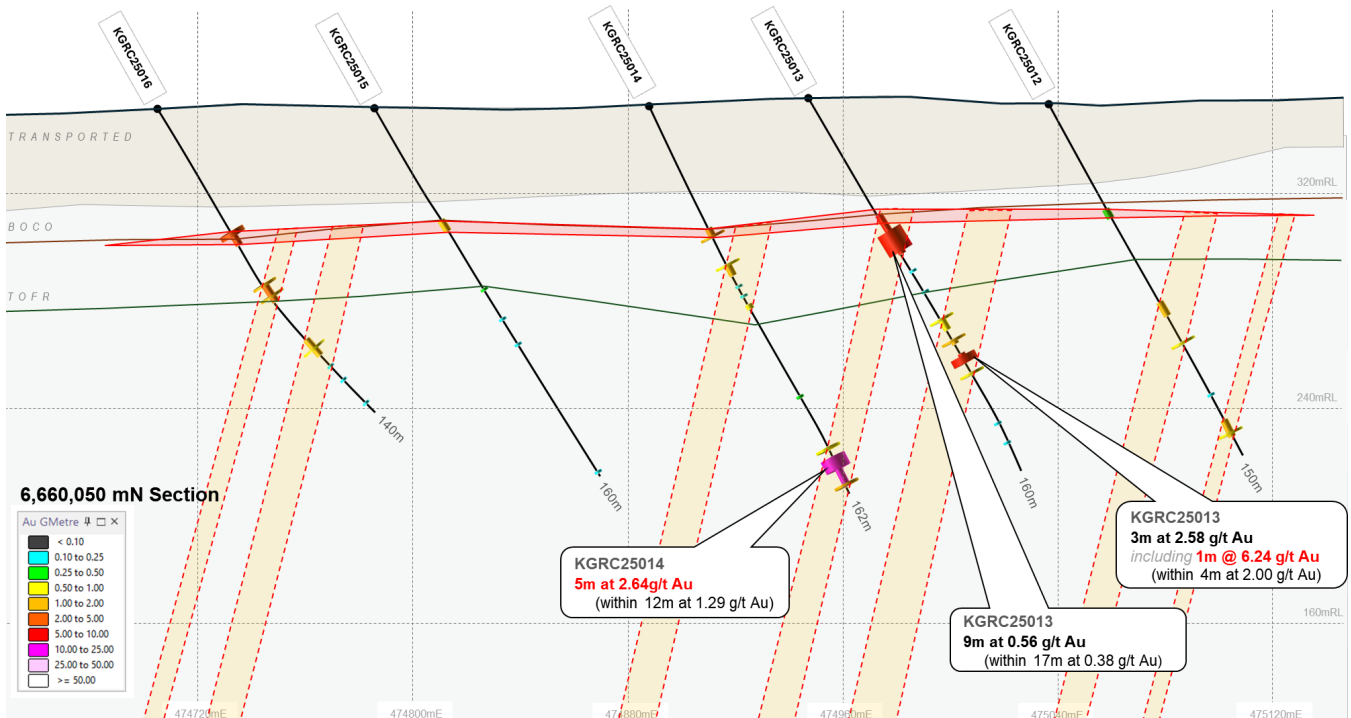 KGRC25016
KGRC25015
KGRC25014
KGRC25013
KGRC25012
TRANSPORTED
320mRL
BOCO
TOFR
240mRL
140m
160m
162m
160m
150m
6,660,050 mN Section
Au GMetre
< 0.10
0.10 to 0.25
0.25 to 0.50
0.50 to 1.00
1.00 to 2.00
2.00 to 5.00
5.00 to 10.00
10.00 to 25.00
25.00 to 50.00
>= 50.00
KGRC25014
5m at 2.64g/t Au
(within 12m at 1.29 g/t Au)
KGRC25013
3m at 2.58 g/t Au
including 1m @ 6.24 g/t Au
(within 4m at 2.00 g/t Au)
KGRC25013
9m at 0.56 g/t Au
(within 17m at 0.38 g/t Au)
160mRL
474720mE
474800mE
474880mE
474960mE
475040mE
475120mE